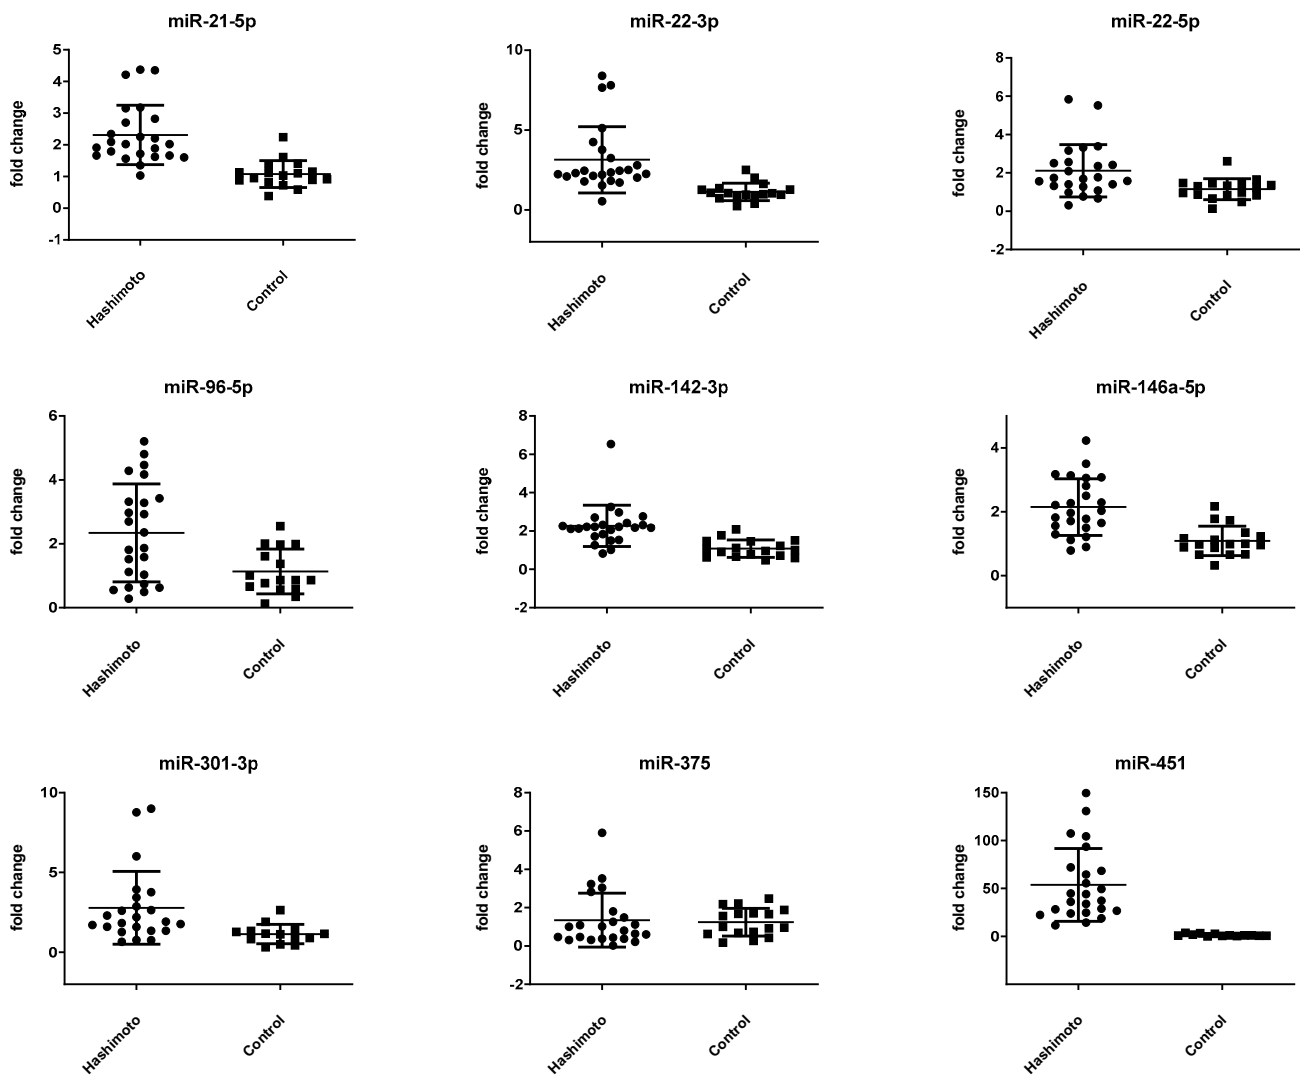 miR-21-5p
fold change
5
4
3
2
1
0
-1
Hashimoto
Control
miR-22-3p
fold change
10
5
0
Hashimoto
Control
miR-22-5p
fold change
8
6
4
2
0
-2
Hashimoto
Control
miR-96-5p
fold change
6
4
2
0
Hashimoto
Control
miR-142-3p
fold change
8
6
4
2
0
-2
Hashimoto
Control
miR-146a-5p
fold change
4
2
0
Hashimoto
Control
miR-301-3p
fold change
10
5
0
Hashimoto
Control
miR-375
fold change
8
6
4
2
0
-2
Hashimoto
Control
miR-451
fold change
150
100
50
0
Hashimoto
Control